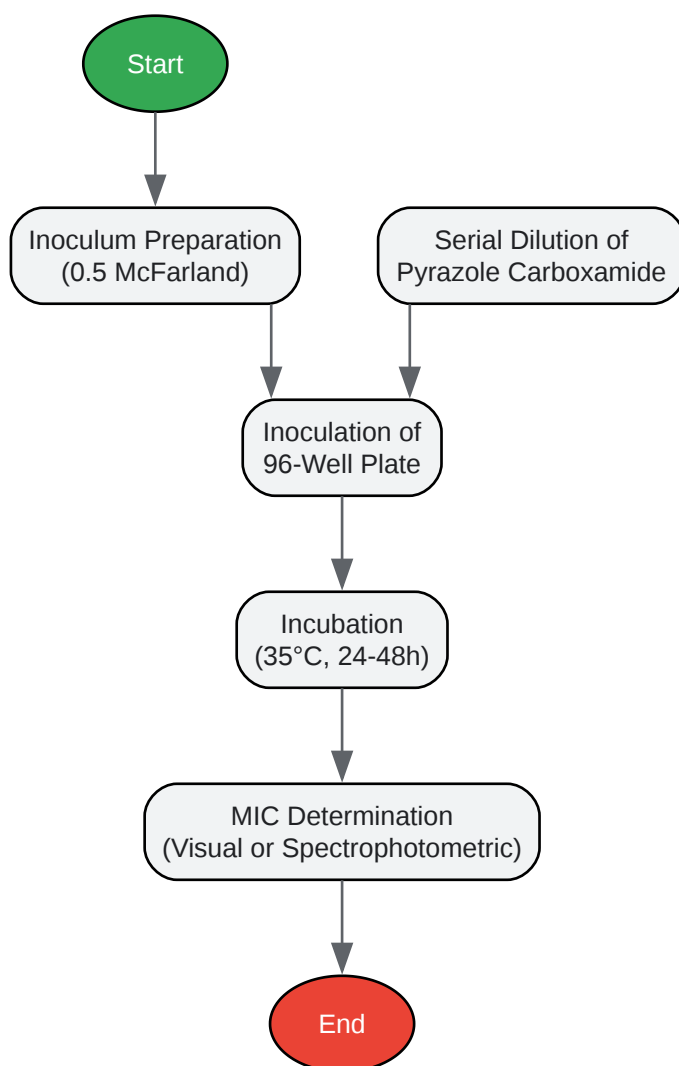 Start
Inoculum Preparation
(0.5 McFarland)
Serial Dilution of
Pyrazole Carboxamide
Inoculation of
96-Well Plate
Incubation
(35°C, 24-48h)
MIC Determination
(Visual or Spectrophotometric)
End